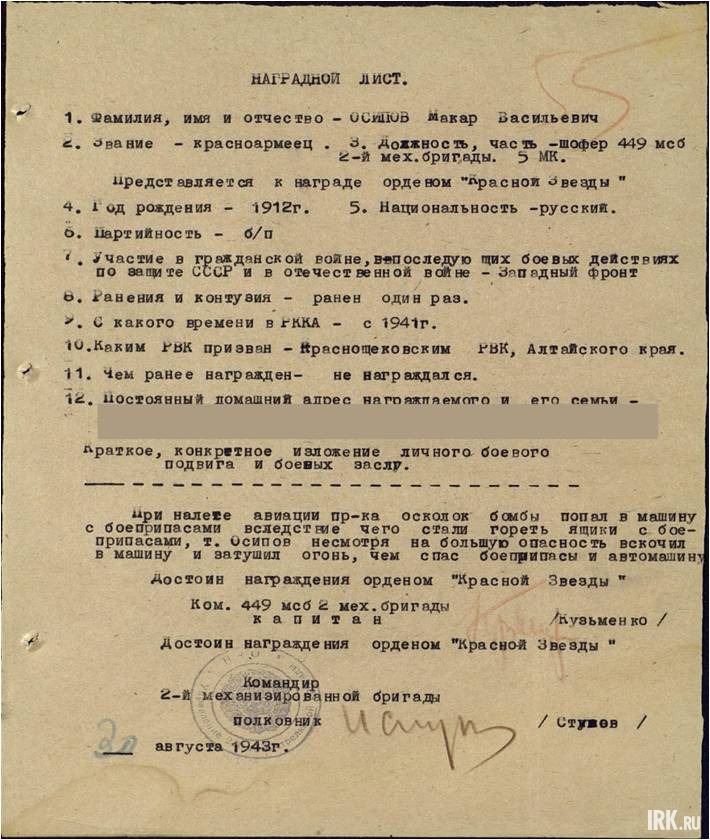 НАГРАДНОЙ ЛИСТ.
1. Фамилия, имя и отчество - ОСИПОВ Макар Васильевич
2. Звание - красноармеец . 3. Должность, часть -шофер 449 мсб
2-й мех.бригады. 5 МК.
Представляется к награде орденом "Красной Звезды "
4. Год рождения - 1912г. 5. Национальность -русский.
6. Партийность - б/п
7. Участие в гражданской войне,впоследую щих боевых действиях
по защите СССР и в отечественной войне - Западный фронт
8. Ранения и контузия - ранен один раз.
9. С какого времени в РККА - с 1941г.
10.Каким РВК призван - Краснощековским РВК, Алтайского края.
11. Чем ранее награжден- не награждался.
12. Постоянный домашний адрес награждаемого и его семьи -
Краткое, конкретное изложение личного боевого
подвига и боевых заслу.
При налете авиации пр-ка осколок бомбы попал в машину
с боеприпасами вследствие чего стали гореть ящики с бое-
припасами, т. Осипов несмотря на большую опасность вскочил
в машину и затушил огонь, чем спас боеприпасы и автомашину
Достоин награждения орденом "Красной Звезды "
Ком. 449 мсб 2 мех.бригады
капитан /Кузьменко /
Достоин награждения орденом "Красной Звезды "
Командир
2-й механизированной бригады
полковник / Стушев /
августа 1943г.
IRK.RU